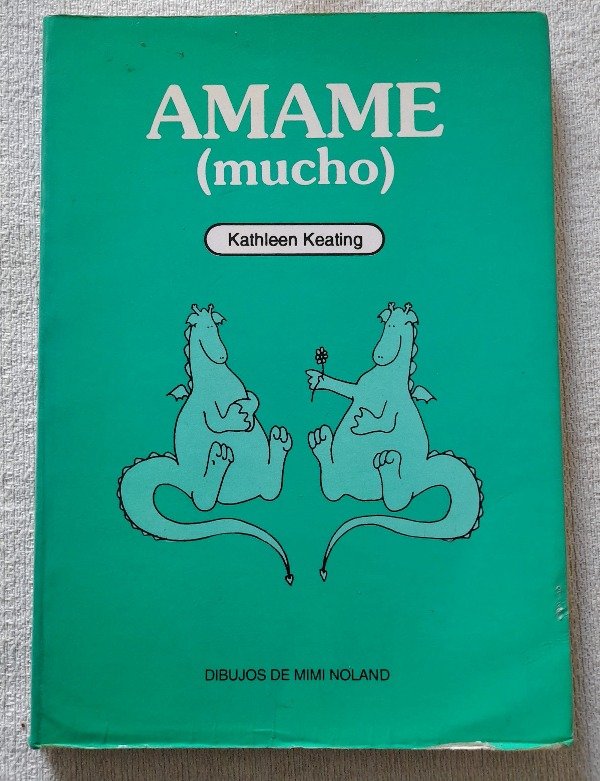 AMAME
(mucho)
Kathleen Keating
DIBUJOS DE MIMI NOLAND